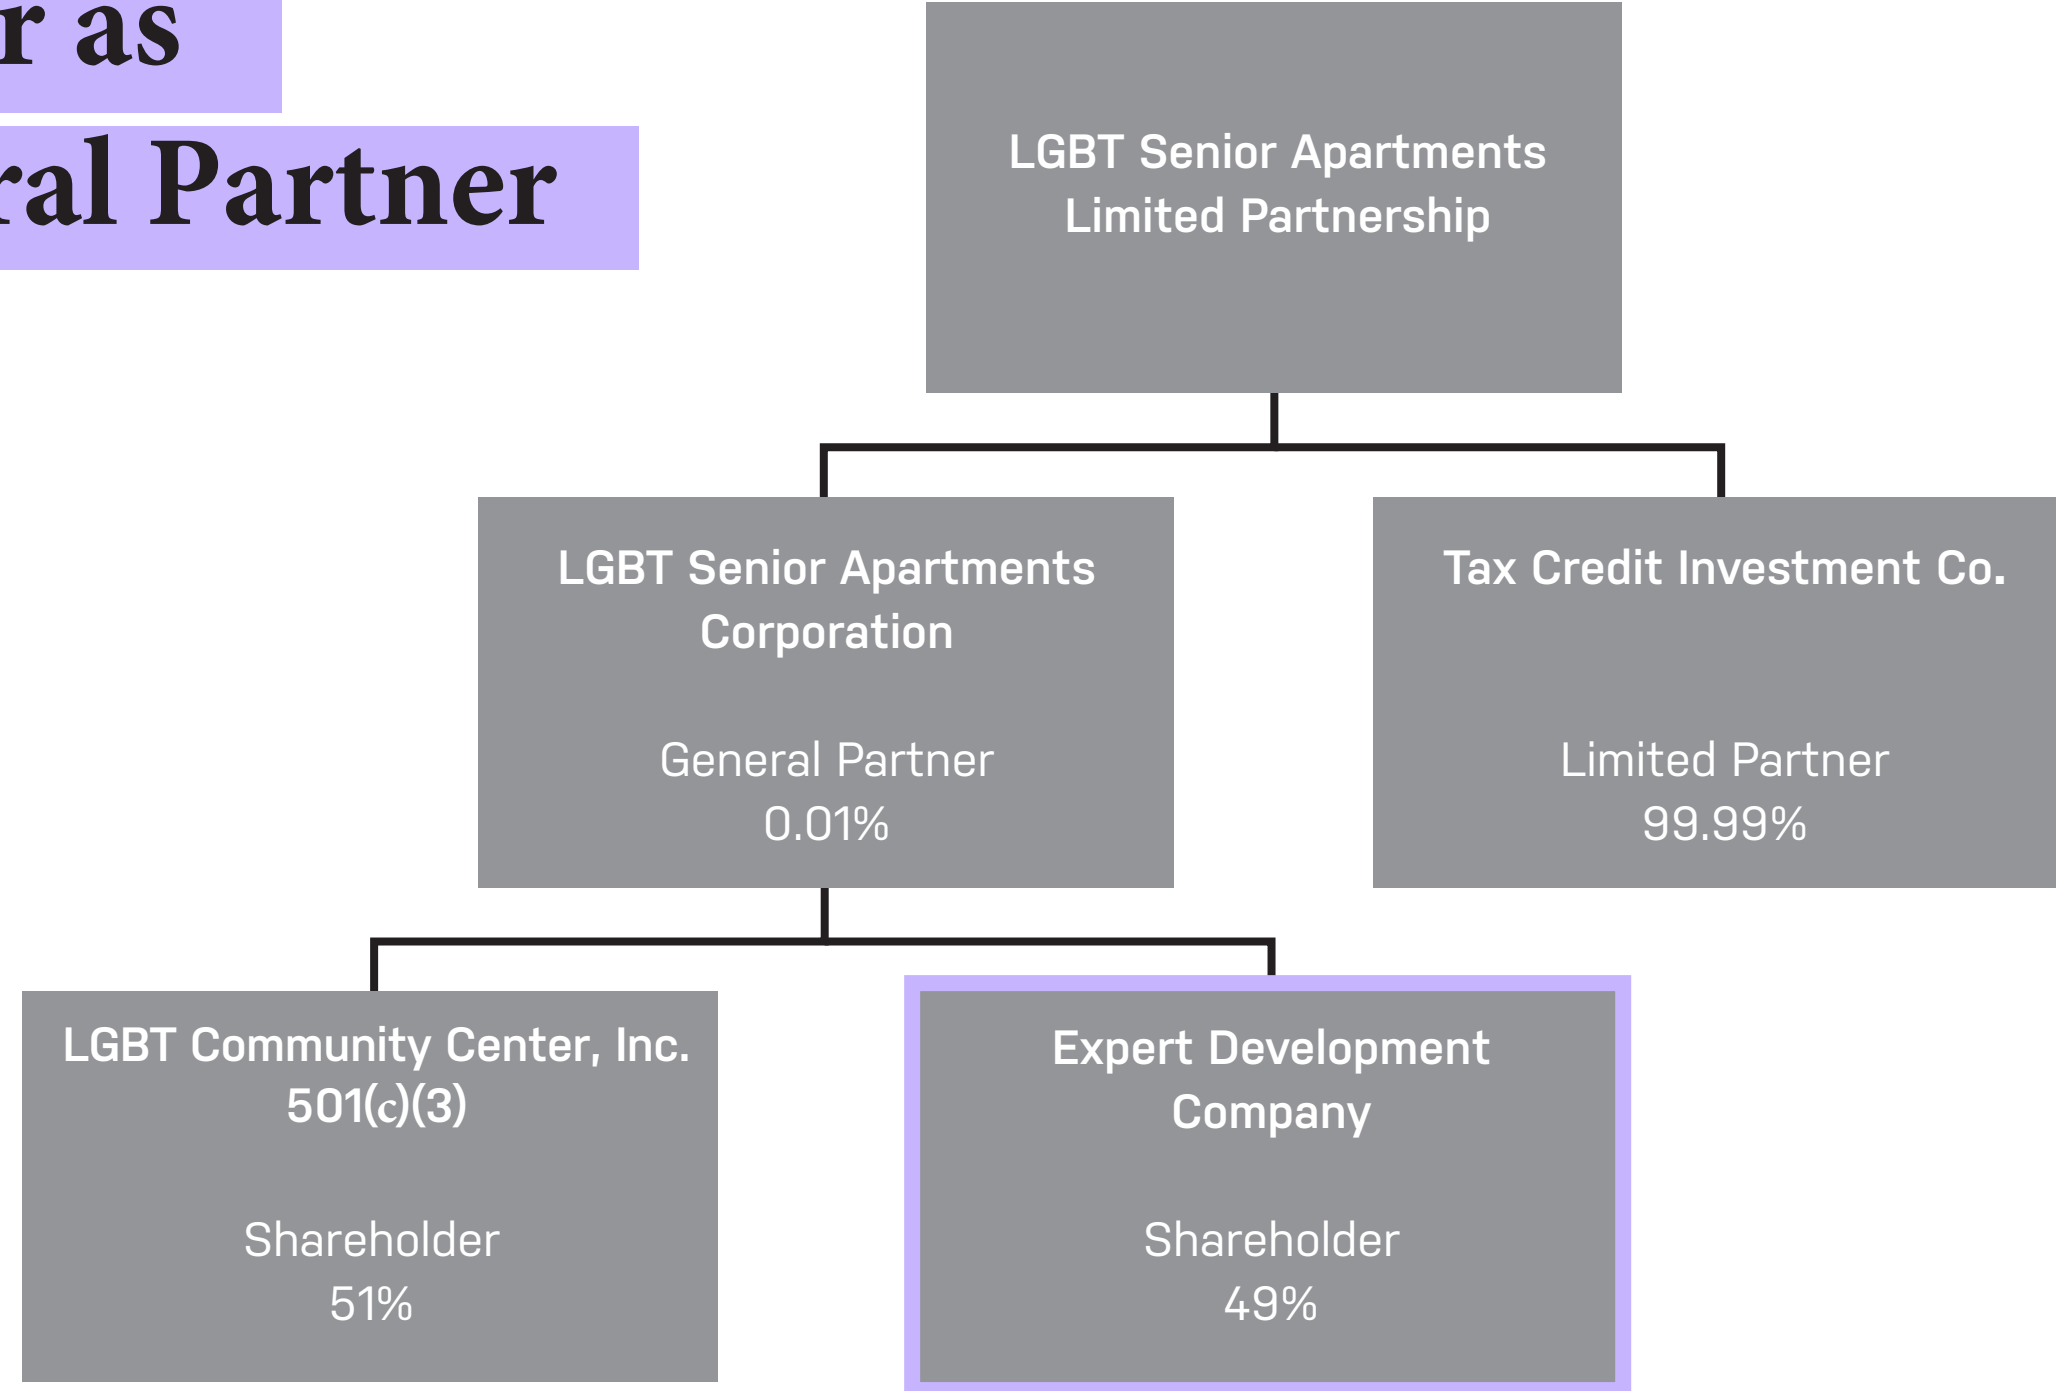 r as
ral Partner
LGBT Senior Apartments
Limited Partnership
LGBT Senior Apartments
Corporation
General Partner
0.01%
Tax Credit Investment Co.
Limited Partner
99.99%
LGBT Community Center, Inc.
501(c)(3)
Shareholder
51%
Expert Development
Company
Shareholder
49%